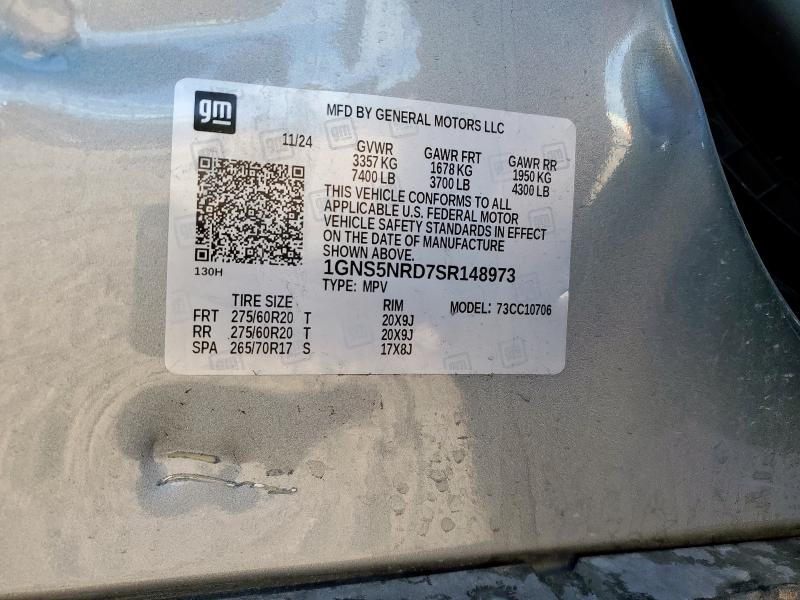 gm
MFD BY GENERAL MOTORS LLC
11/24
GVWR GAWR FRT GAWR RR
3357 KG 1678 KG 1950 KG
7400 LB 3700 LB 4300 LB
THIS VEHICLE CONFORMS TO ALL
APPLICABLE U.S. FEDERAL MOTOR
VEHICLE SAFETY STANDARDS IN EFFECT
ON THE DATE OF MANUFACTURE
SHOWN ABOVE.
130H
1GNS5NRD7SR148973
TYPE: MPV
TIRE SIZE RIM MODEL: 73CC10706
FRT 275/60R20 T 20X9J
RR 275/60R20 T 20X9J
SPA 265/70R17 S 17X8J